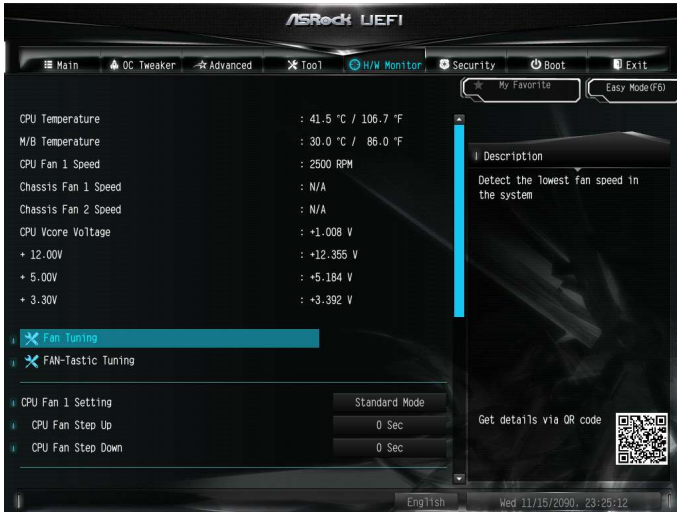 ASRock UEFI
Main
OC Tweaker
Advanced
Tool
H/W Monitor
Security
Boot
Exit
My Favorite
Easy Mode(F6)
CPU Temperature : 41.5 °C / 106.7 °F
M/B Temperature : 30.0 °C / 86.0 °F
CPU Fan 1 Speed : 2500 RPM
Chassis Fan 1 Speed : N/A
Chassis Fan 2 Speed : N/A
CPU Vcore Voltage : +1.008 V
+ 12.00V : +12.355 V
+ 5.00V : +5.184 V
+ 3.30V : +3.392 V
Fan Tuning
FAN-Tastic Tuning
CPU Fan 1 Setting Standard Mode
CPU Fan Step Up 0 Sec
CPU Fan Step Down 0 Sec
Description
Detect the lowest fan speed in
the system
Get details via QR code
English
Wed 11/15/2090, 23:25:12